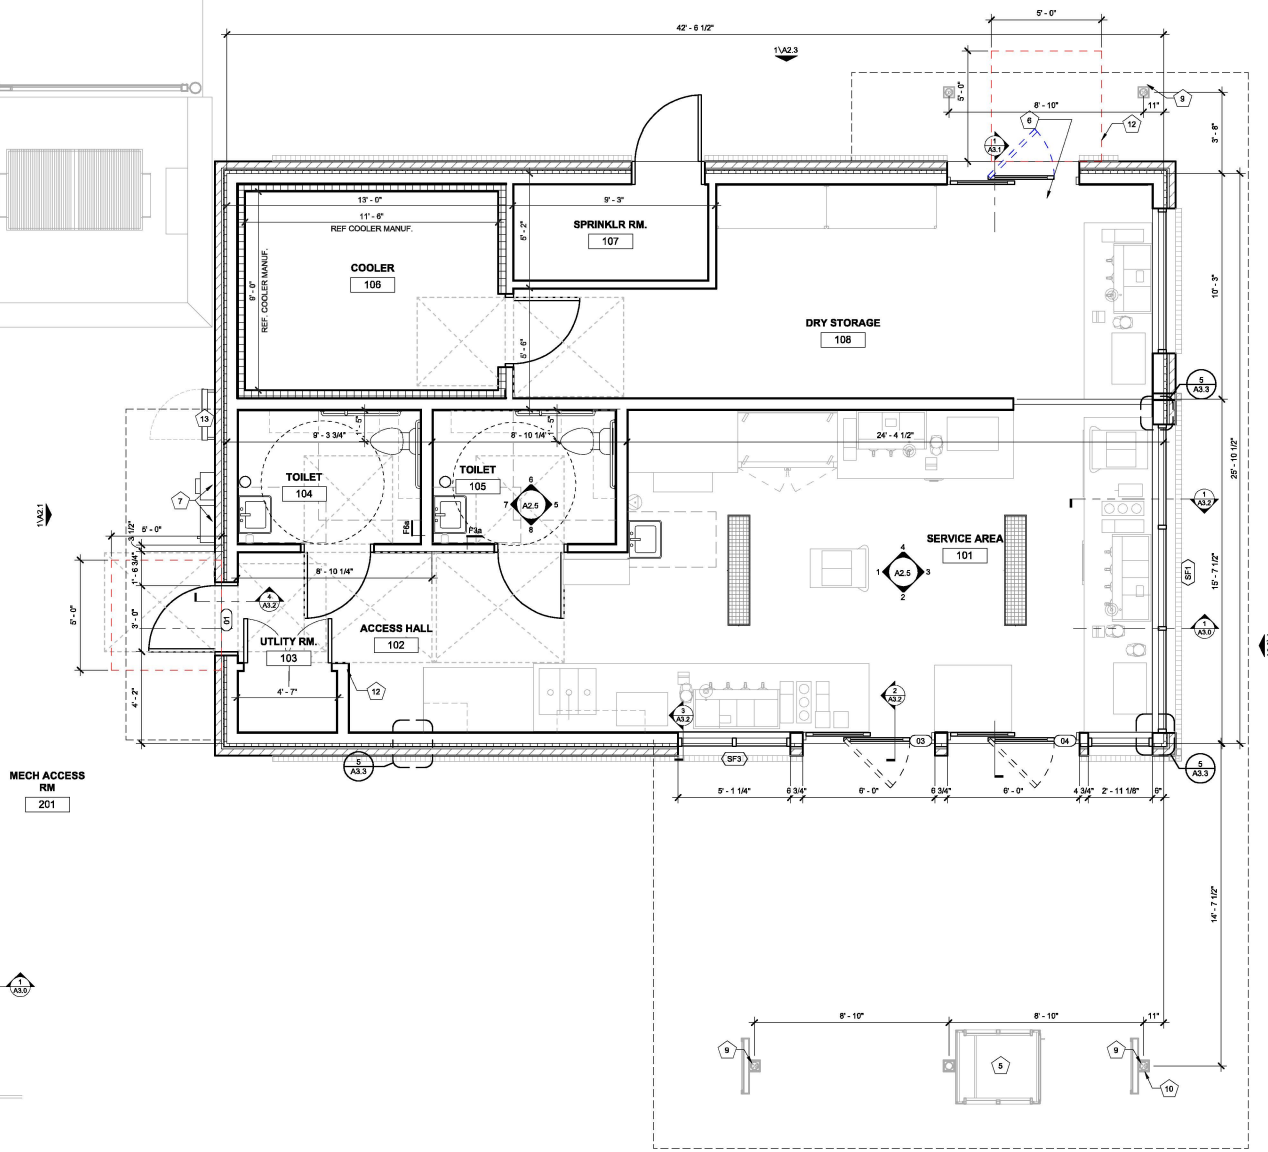 5' - 0"
42' - 6 1/2"
1\A2.3
5' - 0"
8' - 10"
11"
9
6
12
3' - 8"
1
A3.1
13' - 0"
9' - 3"
11' - 6"
REF COOLER MANUF.
5' - 2"
SPRINKLR RM.
107
COOLER
106
9' - 0"
REF. COOLER MANUF.
10' - 3"
DRY STORAGE
108
5' - 6"
5
A3.3
13
1' - 5"
1' - 5"
9' - 3 3/4"
8' - 10 1/4"
24' - 4 1/2"
25' - 10 1/2"
TOILET
104
TOILET
105
6
7
A2.5
5
8
7
1\A2.1
1
A3.2
F6a
F3a
6' - 0"
3 1/2"
SERVICE AREA
101
4
1
A2.5
3
2
SF1
15' - 7 1/2"
8' - 10 1/4"
1' - 6 3/4"
5' - 0"
3' - 0"
4
A3.2
01
ACCESS HALL
102
UTLITY RM.
103
1
A3.0
4' - 7"
12
4' - 2"
2
A3.2
3
A3.2
03
04
5
A3.3
SF3
5
A3.3
MECH ACCESS
RM
201
5' - 1 1/4"
6 3/4"
6' - 0"
6 3/4"
6' - 0"
4 3/4"
2' - 11 1/8"
6"
14' - 7 1/2"
1
A3.0
8' - 10"
8' - 10"
11"
9
5
9
10